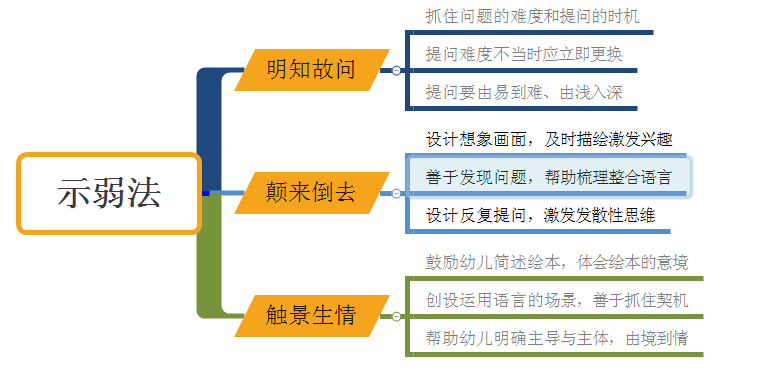 示弱法
明知故问
抓住问题的难度和提问的时机
提问难度不当时应立即更换
提问要由易到难、由浅入深
颠来倒去
设计想象画面，及时描绘激发兴趣
善于发现问题，帮助梳理整合语言
设计反复提问，激发发散性思维
触景生情
鼓励幼儿简述绘本，体会绘本的意境
创设运用语言的场景，善于抓住契机
帮助幼儿明确主导与主体，由境到情